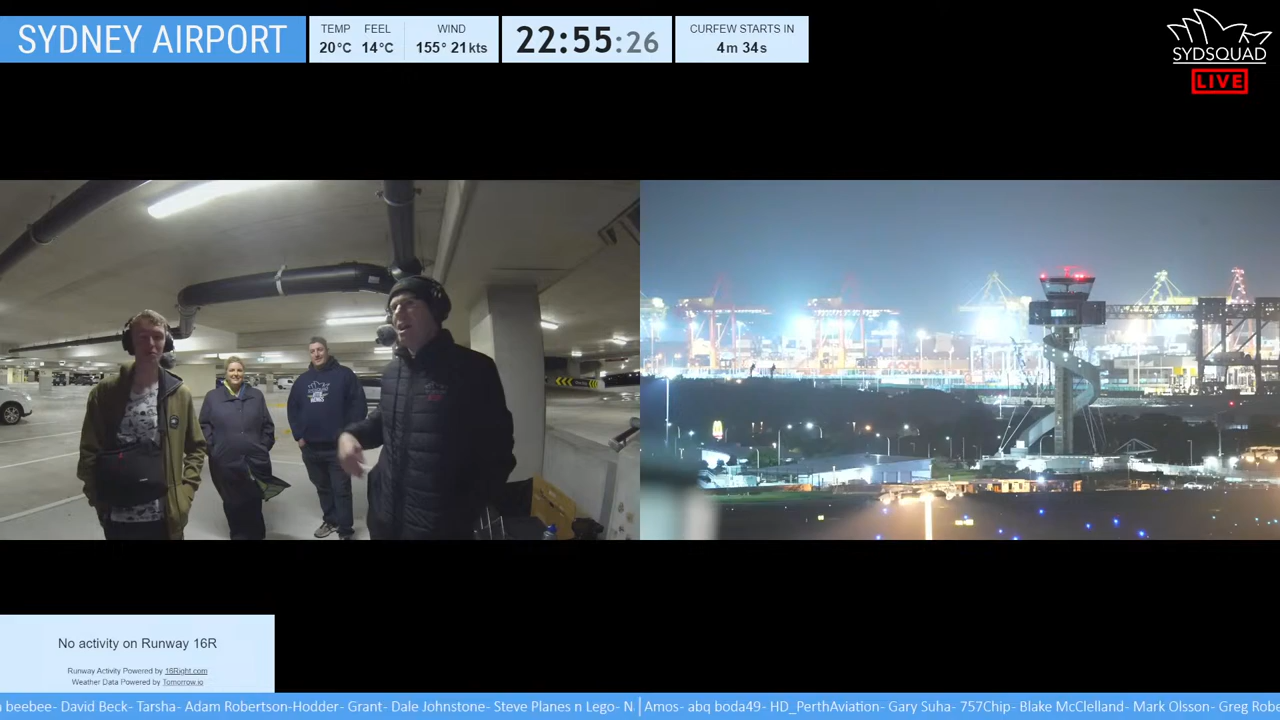 SYDNEY AIRPORT
TEMP FEEL WIND
20°C 14°C 155° 21 kts
22:55:26
CURFEW STARTS IN
4m 34s
SYDSQUAD
LIVE
No activity on Runway 16R
Runway Activity Powered by 16Right.com
Weather Data Powered by Tomorrow.io
beebee- David Beck- Tarsha- Adam Robertson-Hodder- Grant- Dale Johnstone- Steve Planes n Lego- N
Amos- abq boda49- HD_PerthAviation- Gary Suha- 757Chip- Blake McClelland- Mark Olsson- Greg Robe